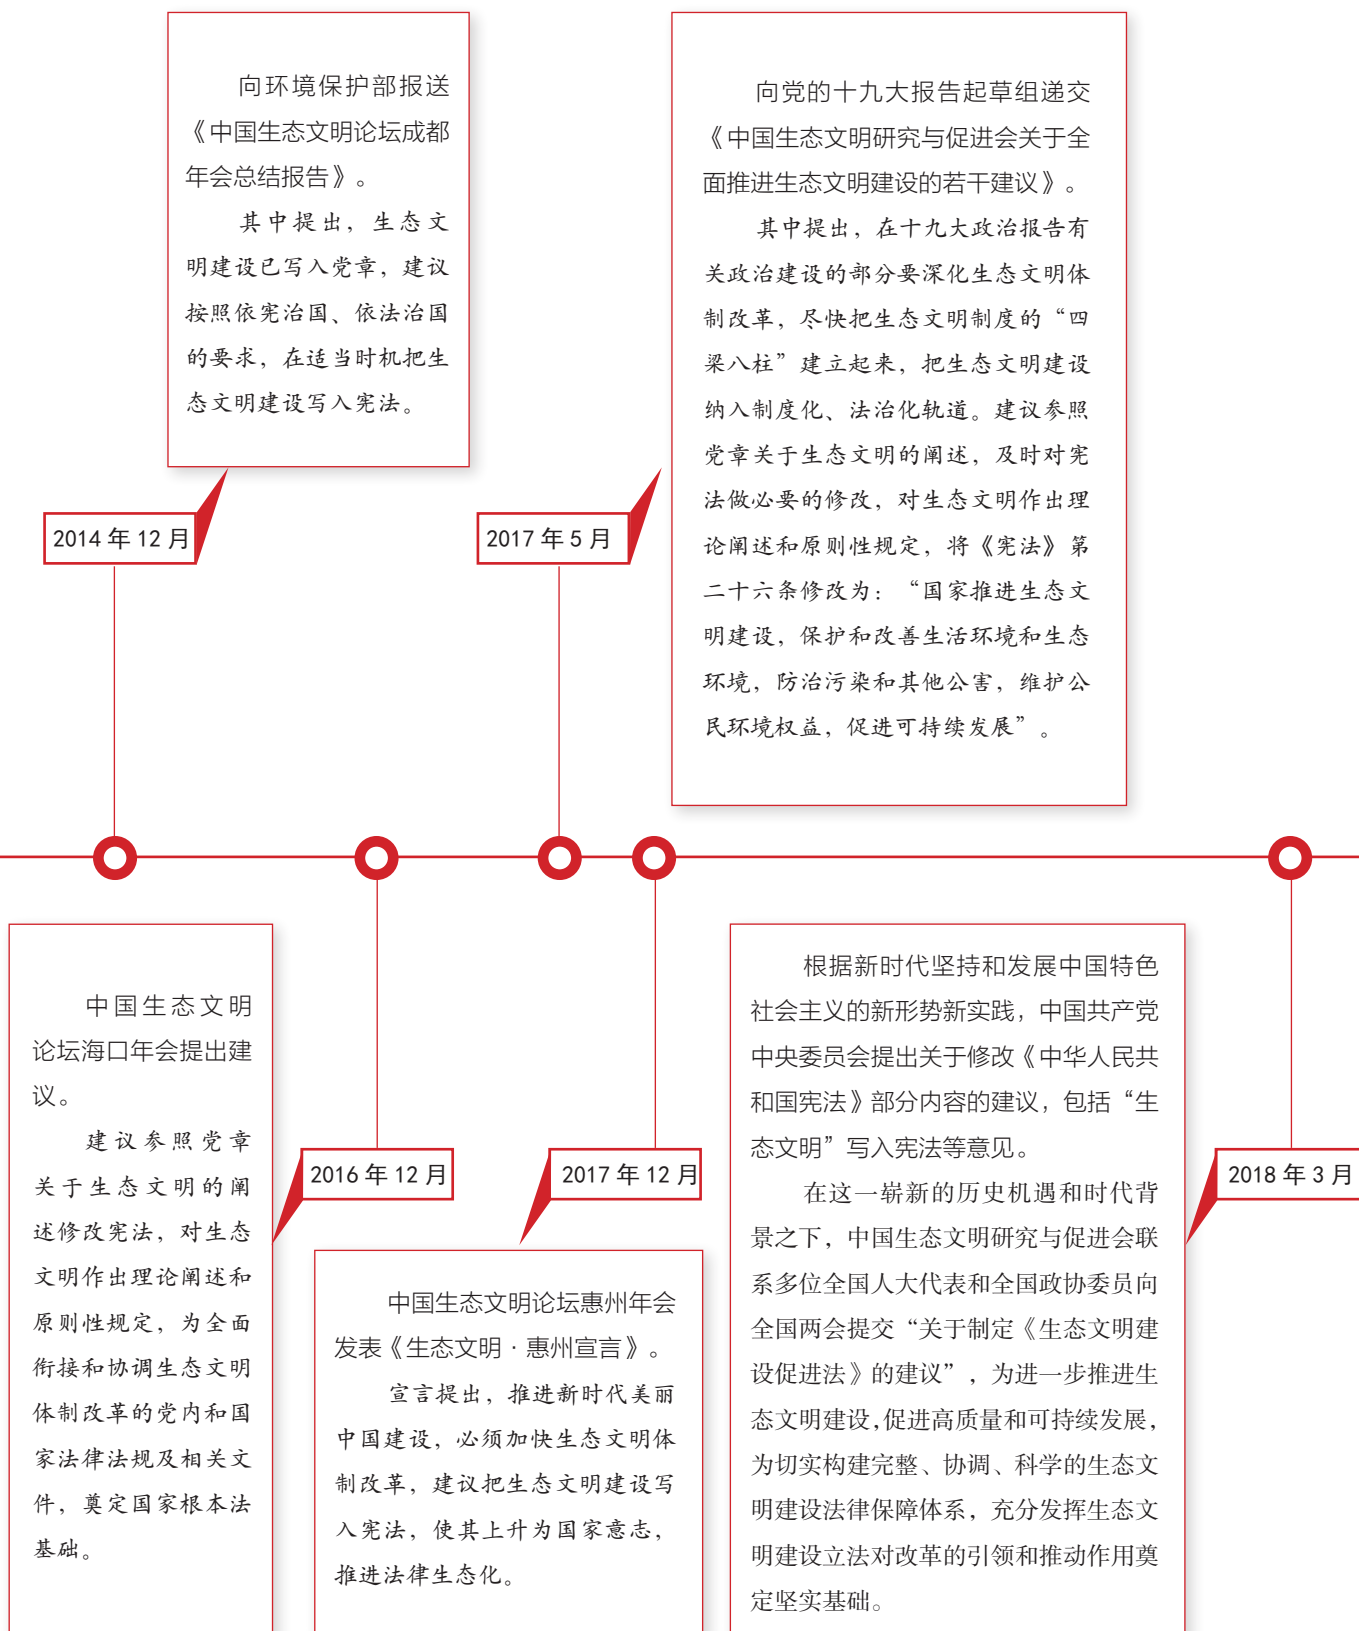 向环境保护部报送
《中国生态文明论坛成都
年会总结报告》。
其中提出，生态文
明建设已写入党章，建议
按照依宪治国、依法治国
的要求，在适当时机把生
态文明建设写入宪法。
2014 年 12 月
向党的十九大报告起草组递交
《中国生态文明研究与促进会关于全
面推进生态文明建设的若干建议》。
其中提出，在十九大政治报告有
关政治建设的部分要深化生态文明体
制改革，尽快把生态文明制度的“四
梁八柱”建立起来，把生态文明建设
纳入制度化、法治化轨道。建议参照
党章关于生态文明的阐述，及时对宪
法做必要的修改，对生态文明作出理
论阐述和原则性规定，将《宪法》第
二十六条修改为：“国家推进生态文
明建设，保护和改善生活环境和生态
环境，防治污染和其他公害，维护公
民环境权益，促进可持续发展”。
2017 年 5 月
中国生态文明
论坛海口年会提出建
议。
建议参照党章
关于生态文明的阐
述修改宪法，对生态
文明作出理论阐述和
原则性规定，为全面
衔接和协调生态文明
体制改革的党内和国
家法律法规及相关文
件，奠定国家根本法
基础。
2016 年 12 月
2017 年 12 月
中国生态文明论坛惠州年会
发表《生态文明·惠州宣言》。
宣言提出，推进新时代美丽
中国建设，必须加快生态文明体
制改革，建议把生态文明建设写
入宪法，使其上升为国家意志，
推进法律生态化。
根据新时代坚持和发展中国特色
社会主义的新形势新实践，中国共产党
中央委员会提出关于修改《中华人民共
和国宪法》部分内容的建议，包括“生
态文明”写入宪法等意见。
在这一崭新的历史机遇和时代背
景之下，中国生态文明研究与促进会联
系多位全国人大代表和全国政协委员向
全国两会提交“关于制定《生态文明建
设促进法》的建议”，为进一步推进生
态文明建设，促进高质量和可持续发展，
为切实构建完整、协调、科学的生态文
明建设法律保障体系，充分发挥生态文
明建设立法对改革的引领和推动作用奠
定坚实基础。
2018 年 3 月